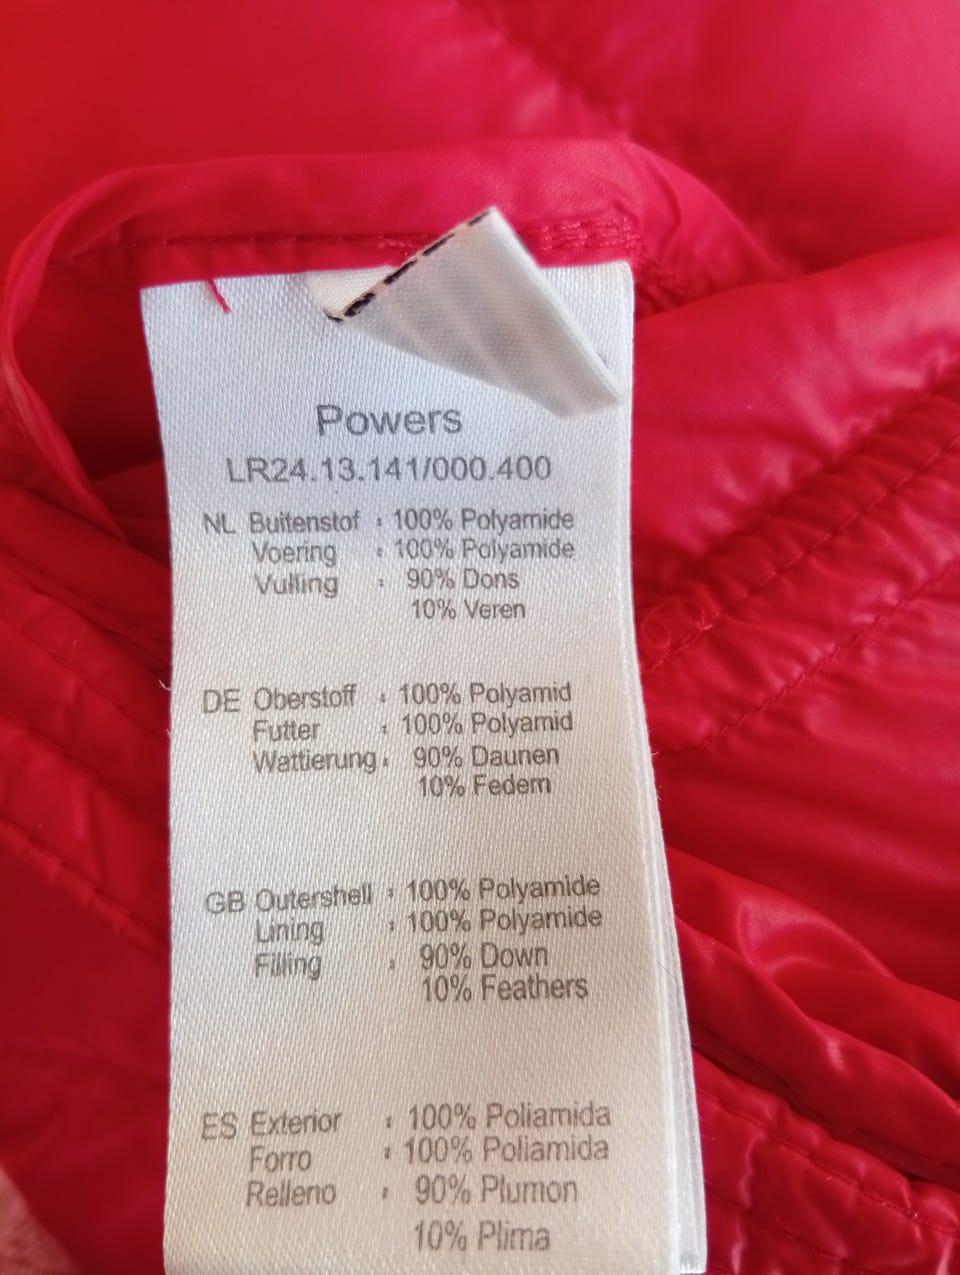 Powers
LR24.13.141/000.400
NL Buitenstof : 100% Polyamide
Voering : 100% Polyamide
Vulling : 90% Dons
10% Veren
DE Oberstoff : 100% Polyamid
Futter : 100% Polyamid
Wattierung : 90% Daunen
10% Federn
GB Outershell : 100% Polyamide
Lining : 100% Polyamide
Filling : 90% Down
10% Feathers
ES Exterior : 100% Poliamida
Forro : 100% Poliamida
Relleno : 90% Plumon
10% Plima